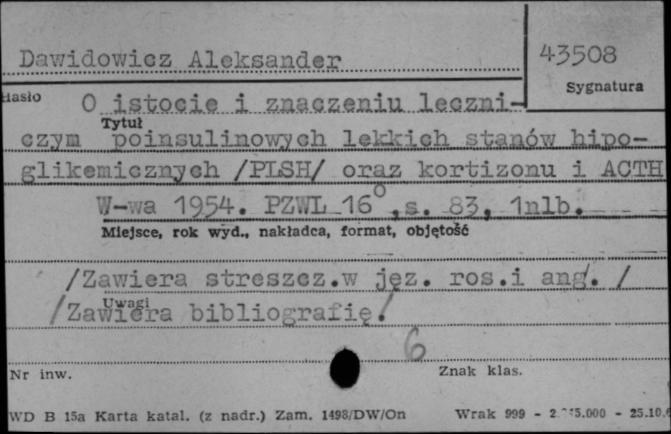 Dawidowicz Aleksander
43508
Sygnatura
Hasło
O istocie i znaczeniu leczni-
Tytuł
czym poinsulinowych lekkich stanów hipo-
glikemicznych /PLSH/ oraz kortizonu i ACTH
W-wa 1954. PZWL 16°, s. 83, 1nlb.
Miejsce, rok wyd., nakładca, format, objętość
/Zawiera streszcz.w jęz. ros.i ang. /
Uwagi
/Zawiera bibliografię/
6
Nr inw.
Znak klas.
WD B 15a Karta katal. (z nadr.) Zam. 1498/DW/On
Wrak 999 -